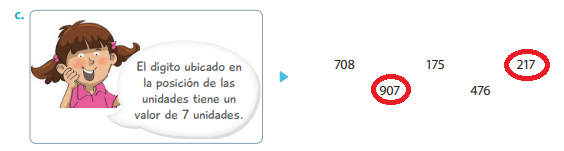 c.
El dígito ubicado en
la posición de las
unidades tiene un
valor de 7 unidades.
708 175 217
907 476